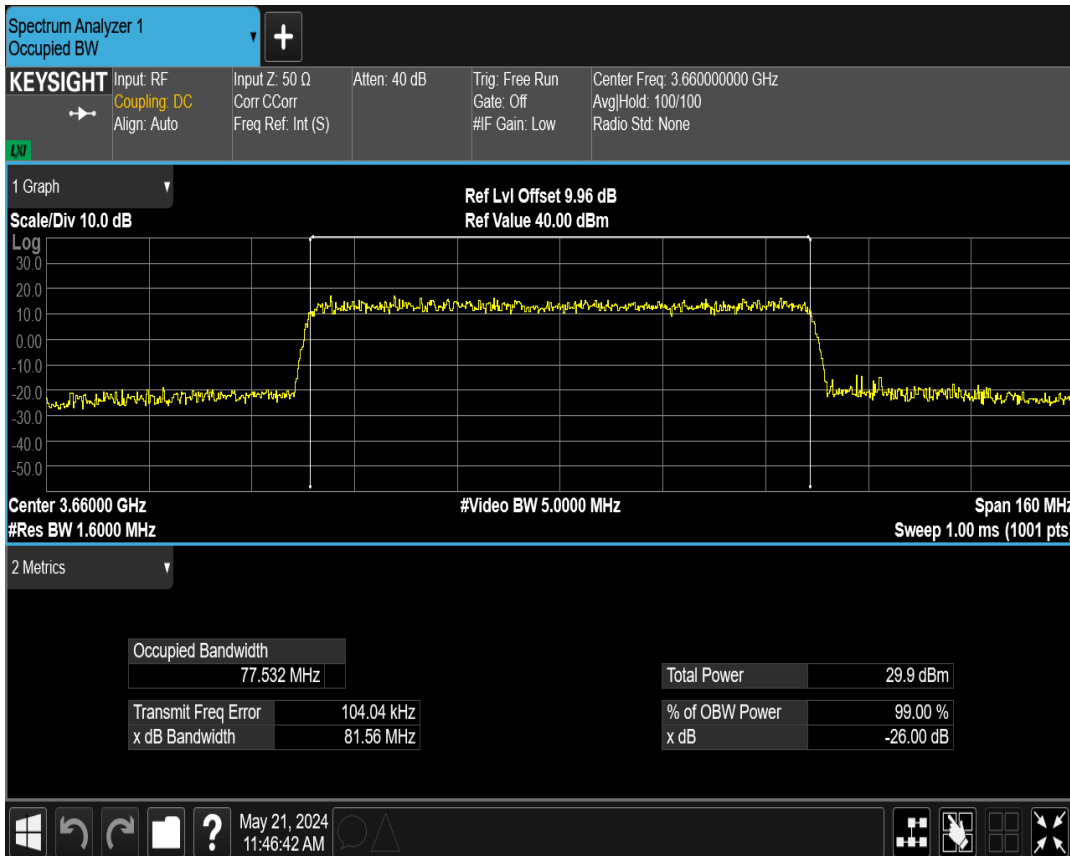 Spectrum Analyzer 1
Occupied BW
KEYSIGHT
LXI
Input: RF
Coupling: DC
Align: Auto
Input Z: 50 Ω
Corr CCorr
Freq Ref: Int (S)
Atten: 40 dB
Trig: Free Run
Gate: Off
#IF Gain: Low
Center Freq: 3.660000000 GHz
Avg|Hold: 100/100
Radio Std: None
1 Graph
Scale/Div 10.0 dB
Ref Lvl Offset 9.96 dB
Ref Value 40.00 dBm
Log
30.0
20.0
10.0
0.00
-10.0
-20.0
-30.0
-40.0
-50.0
Center 3.66000 GHz
#Video BW 5.0000 MHz
Span 160 MHz
#Res BW 1.6000 MHz
Sweep 1.00 ms (1001 pts)
2 Metrics
Occupied Bandwidth
77.532 MHz
Total Power 29.9 dBm
Transmit Freq Error 104.04 kHz
% of OBW Power 99.00 %
x dB Bandwidth 81.56 MHz
x dB -26.00 dB
?
May 21, 2024
11:46:42 AM